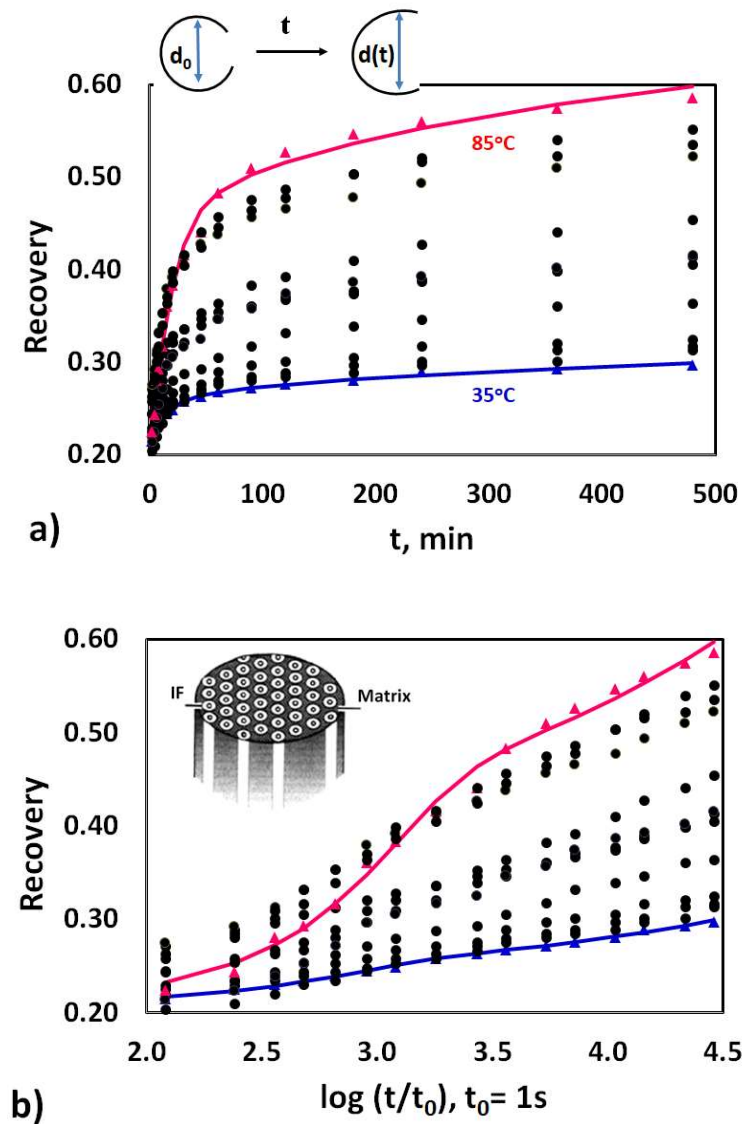 t
d₀
d(t)
0.60
85°C
0.50
Recovery
0.40
0.30
35°C
0.20
0
100
200
300
400
500
a)
t, min
0.60
IF
Matrix
0.50
Recovery
0.40
0.30
0.20
2.0
2.5
3.0
3.5
4.0
4.5
b)
log (t/t₀), t₀= 1s